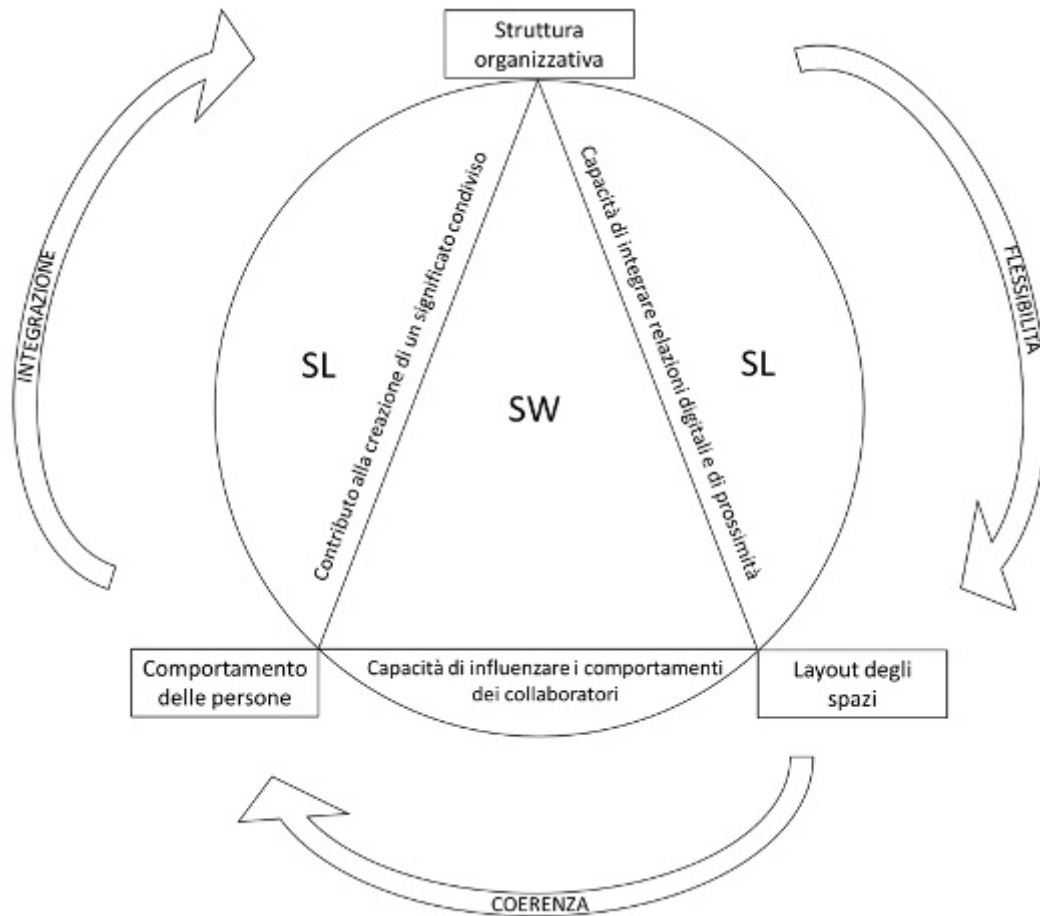 Struttura
organizzativa
INTEGRAZIONE
FLESSIBILITA
Contributo alla creazione di un significato condiviso
Capacità di integrare relazioni digitali e di prossimità
SL
SW
SL
Comportamento
delle persone
Capacità di influenzare i comportamenti
dei collaboratori
Layout degli
spazi
COERENZA